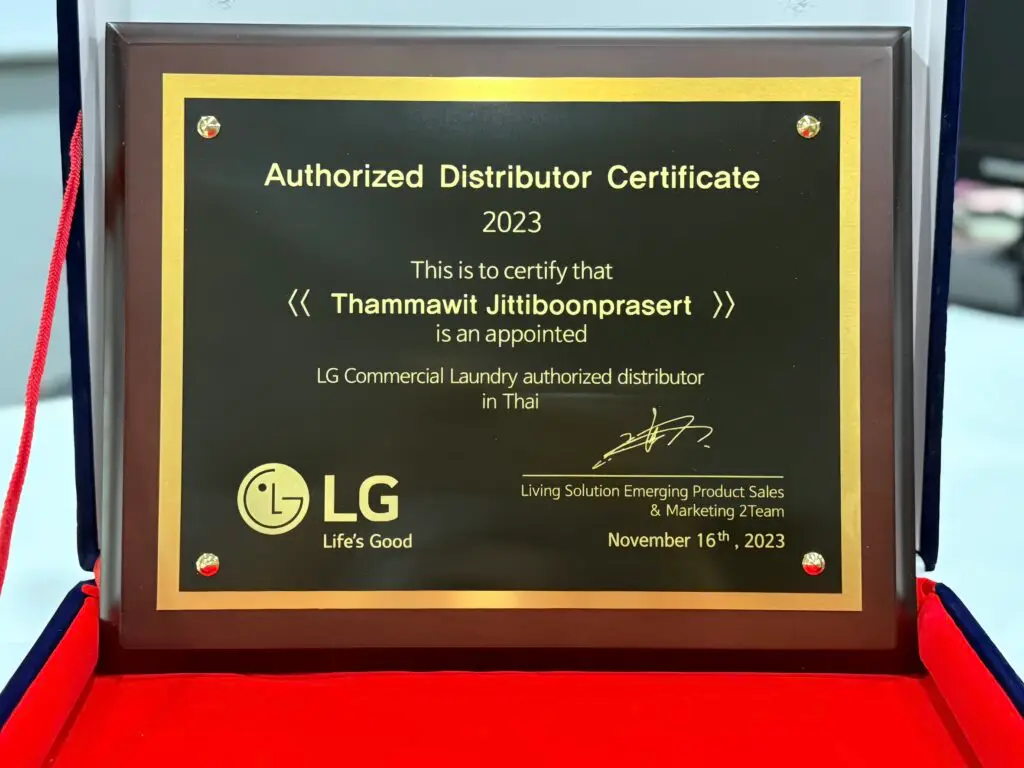 Authorized Distributor Certificate
2023
This is to certify that
《 Thammawit Jittiboonprasert 》
is an appointed
LG Commercial Laundry authorized distributor
in Thai
Living Solution Emerging Product Sales
& Marketing 2Team
November 16th , 2023
LG
Life's Good